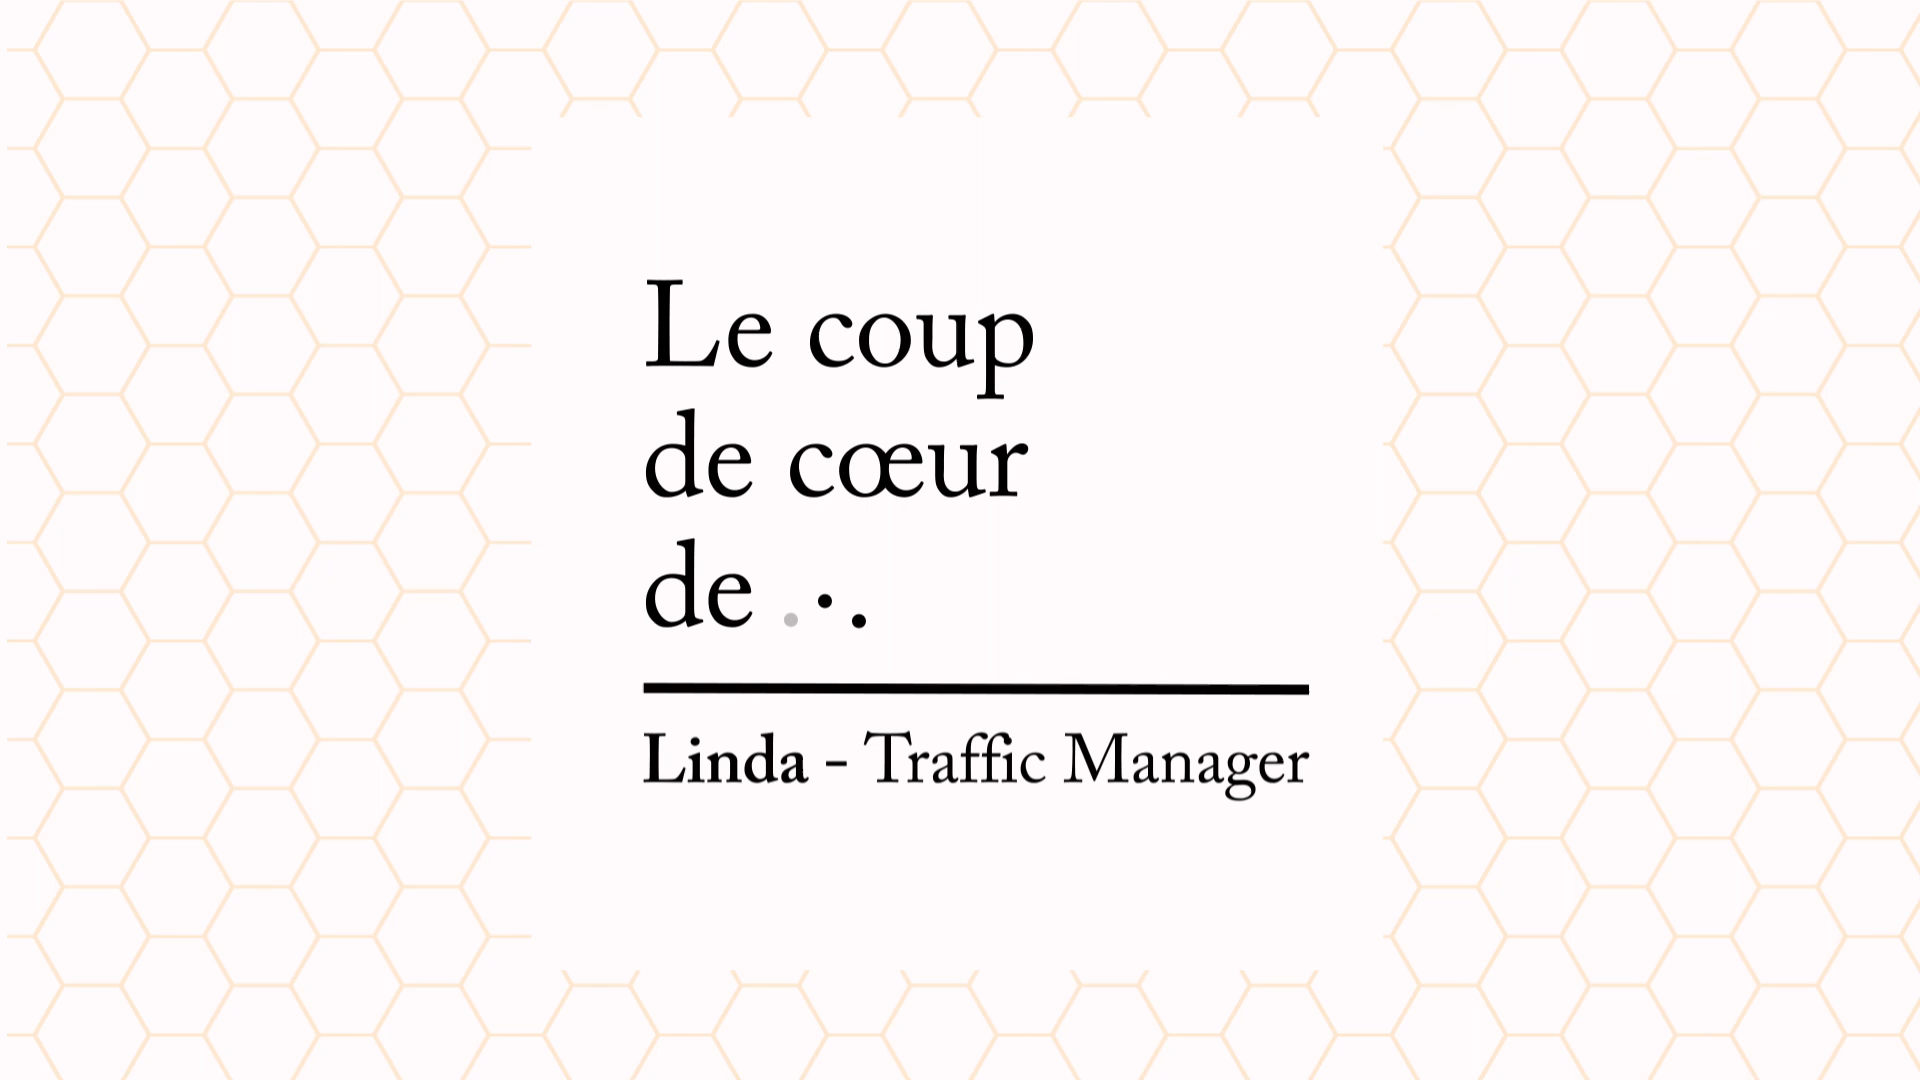 Le coup
de cœur
de ...
Linda - Traffic Manager